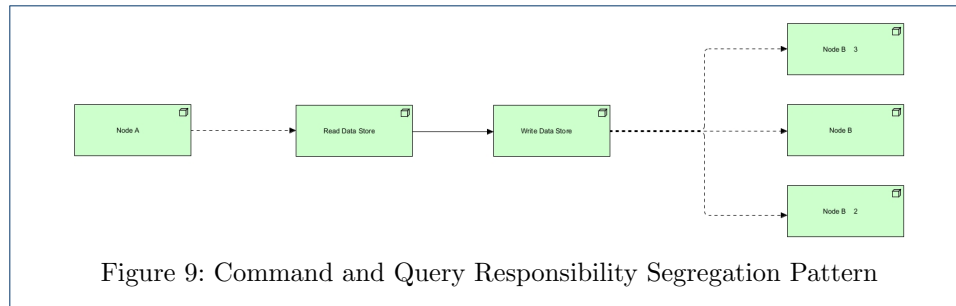 Node B 3
Node A
Read Data Store
Write Data Store
Node B
Node B 2
Figure 9: Command and Query Responsibility Segregation Pattern